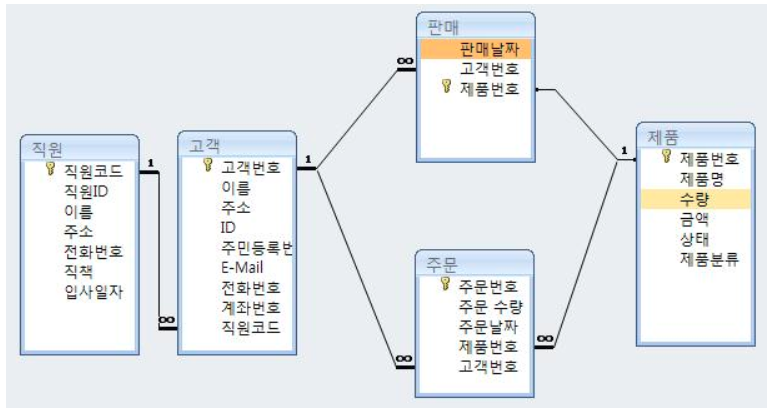 직원
직원코드
직원ID
이름
주소
전화번호
직책
입사일자
1
∞
고객
고객번호
이름
주소
ID
주민등록번
E-Mail
전화번호
계좌번호
직원코드
1
∞
판매
판매날짜
고객번호
제품번호
∞
주문
주문번호
주문 수량
주문날짜
제품번호
고객번호
∞
1
제품
제품번호
제품명
수량
금액
상태
제품분류